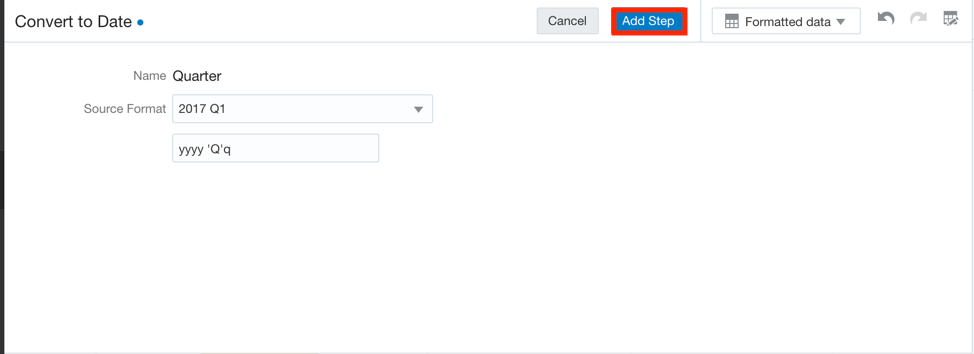 Convert to Date
Cancel
Add Step
Formatted data
Name Quarter
Source Format 2017 Q1
yyyy 'Q'q